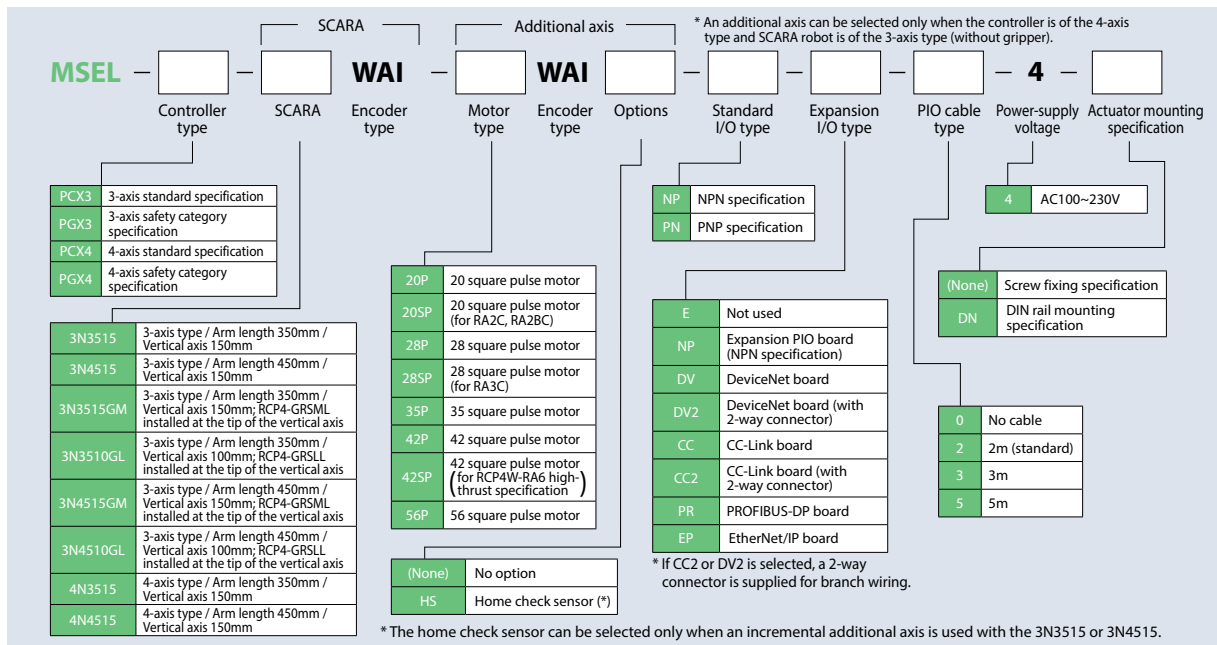 SCARA
Additional axis
* An additional axis can be selected only when the controller is of the 4-axis
type and SCARA robot is of the 3-axis type (without gripper).
MSEL – – WAI – WAI – – – – 4 –
Controller
type
SCARA
Encoder
type
Motor
type
Encoder
type
Options
Standard
I/O type
Expansion
I/O type
PIO cable
type
Power-supply
voltage
Actuator mounting
specification
PCX3 3-axis standard specification
PGX3 3-axis safety category
specification
PCX4 4-axis standard specification
PGX4 4-axis safety category
specification
3N3515 3-axis type / Arm length 350mm /
Vertical axis 150mm
3N4515 3-axis type / Arm length 450mm /
Vertical axis 150mm
3N3515GM 3-axis type / Arm length 350mm /
Vertical axis 150mm; RCP4-GRSML
installed at the tip of the vertical axis
3N3510GL 3-axis type / Arm length 350mm /
Vertical axis 100mm; RCP4-GRSLL
installed at the tip of the vertical axis
3N4515GM 3-axis type / Arm length 450mm /
Vertical axis 150mm; RCP4-GRSML
installed at the tip of the vertical axis
3N4510GL 3-axis type / Arm length 450mm /
Vertical axis 100mm; RCP4-GRSLL
installed at the tip of the vertical axis
4N3515 4-axis type / Arm length 350mm /
Vertical axis 150mm
4N4515 4-axis type / Arm length 450mm /
Vertical axis 150mm
20P 20 square pulse motor
20SP 20 square pulse motor
(for RA2C, RA2BC)
28P 28 square pulse motor
28SP 28 square pulse motor
(for RA3C)
35P 35 square pulse motor
42P 42 square pulse motor
42SP 42 square pulse motor
(for RCP4W-RA6 high-
thrust specification)
56P 56 square pulse motor
(None) No option
HS Home check sensor (*)
NP NPN specification
PN PNP specification
E Not used
NP Expansion PIO board
(NPN specification)
DV DeviceNet board
DV2 DeviceNet board (with
2-way connector)
CC CC-Link board
CC2 CC-Link board (with
2-way connector)
PR PROFIBUS-DP board
EP EtherNet/IP board
* If CC2 or DV2 is selected, a 2-way
connector is supplied for branch wiring.
4 AC100~230V
(None) Screw fixing specification
DN DIN rail mounting
specification
0 No cable
2 2m (standard)
3 3m
5 5m
* The home check sensor can be selected only when an incremental additional axis is used with the 3N3515 or 3N4515.